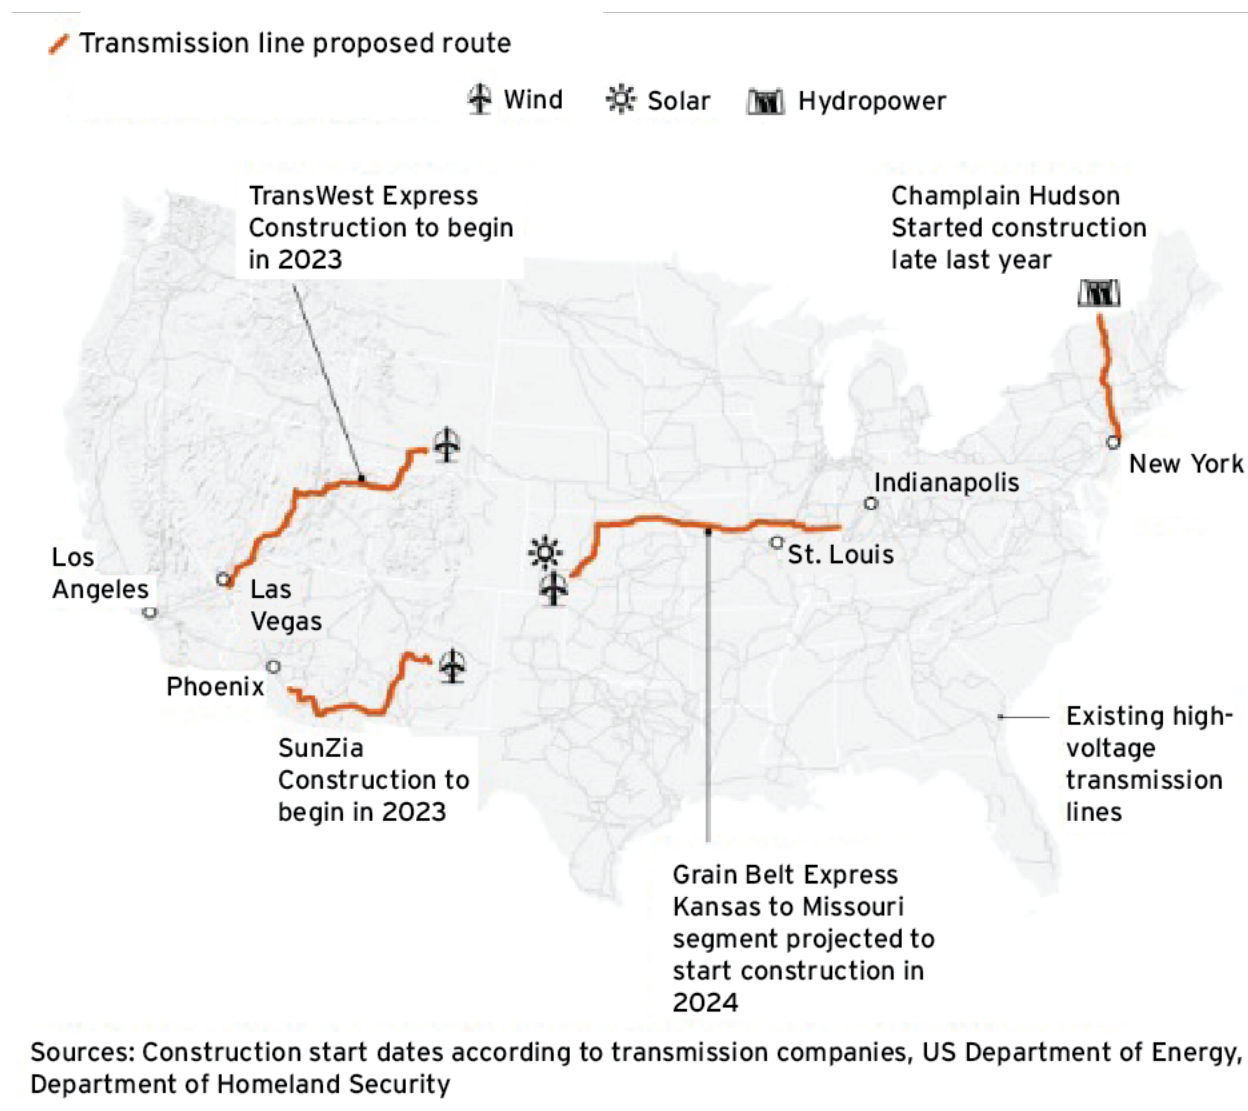 Transmission line proposed route
Wind
Solar
Hydropower
TransWest Express
Construction to begin
in 2023
Champlain Hudson
Started construction
late last year
New York
Indianapolis
St. Louis
Los
Angeles
Las
Vegas
Phoenix
SunZia
Construction to
begin in 2023
Existing high-
voltage
transmission
lines
Grain Belt Express
Kansas to Missouri
segment projected to
start construction in
2024
Sources: Construction start dates according to transmission companies, US Department of Energy,
Department of Homeland Security